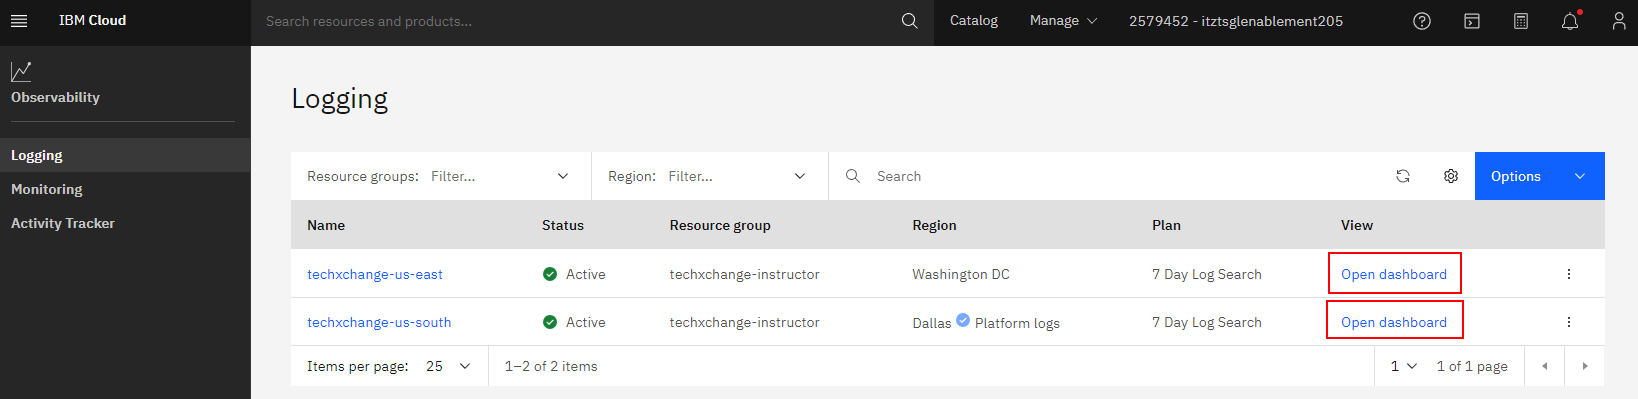 IBM Cloud
Search resources and products...
Catalog
Manage
2579452 - itztsglenablement205
Observability
Logging
Monitoring
Activity Tracker
Logging
Resource groups: Filter...
Region: Filter...
Search
Options
Name Status Resource group Region Plan View
techxchange-us-east Active techxchange-instructor Washington DC 7 Day Log Search Open dashboard
techxchange-us-south Active techxchange-instructor Dallas Platform logs 7 Day Log Search Open dashboard
Items per page: 25 1–2 of 2 items 1 1 of 1 page